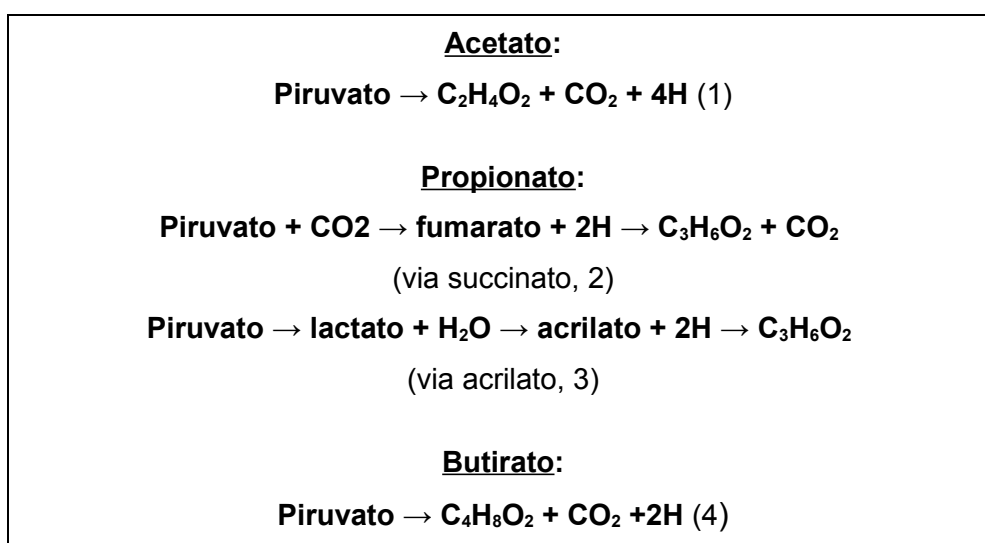 Acetato:
Piruvato → C₂H₄O₂ + CO₂ + 4H (1)
Propionato:
Piruvato + CO2 → fumarato + 2H → C₃H₆O₂ + CO₂
(via succinato, 2)
Piruvato → lactato + H₂O → acrilato + 2H → C₃H₆O₂
(via acrilato, 3)
Butirato:
Piruvato → C₄H₈O₂ + CO₂ +2H (4)